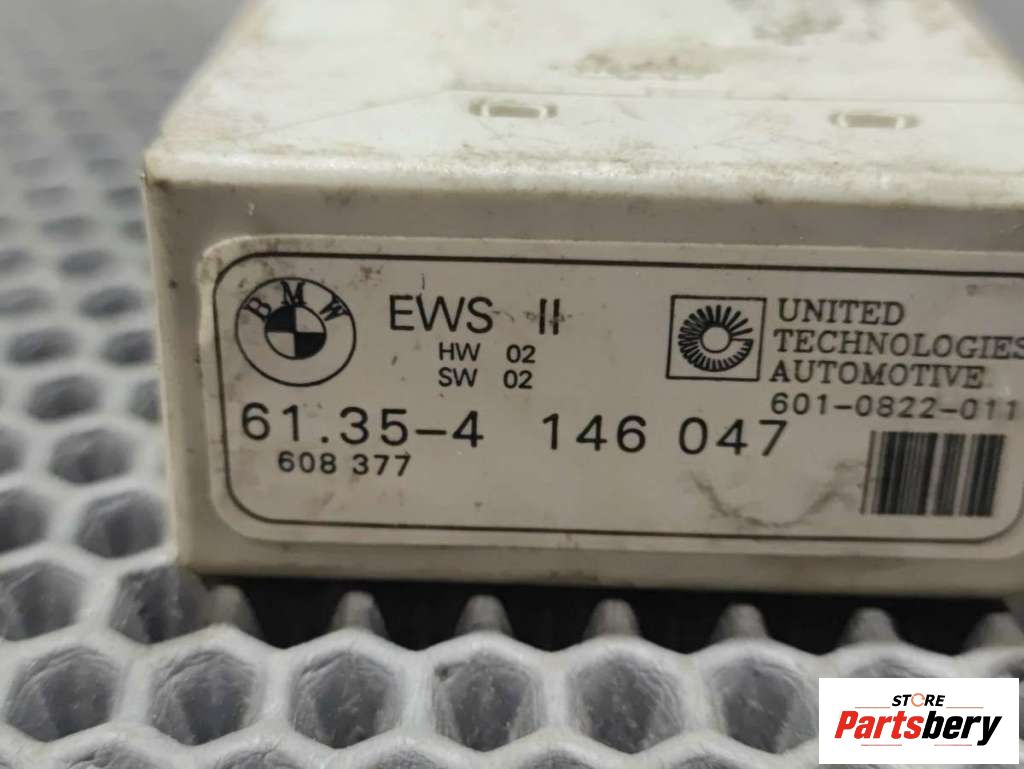 BMW
EWS II
HW 02
SW 02
61.35-4 146 047
608 377
UNITED
TECHNOLOGIES
AUTOMOTIVE
601-0822-011
STORE
Partsbery